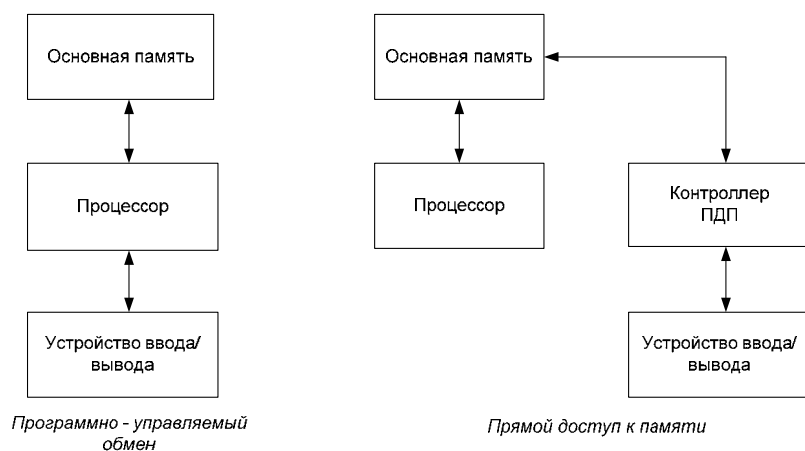 Основная память
Процессор
Устройство ввода/
вывода
Программно - управляемый
обмен
Основная память
Процессор
Контроллер
ПДП
Устройство ввода/
вывода
Прямой доступ к памяти